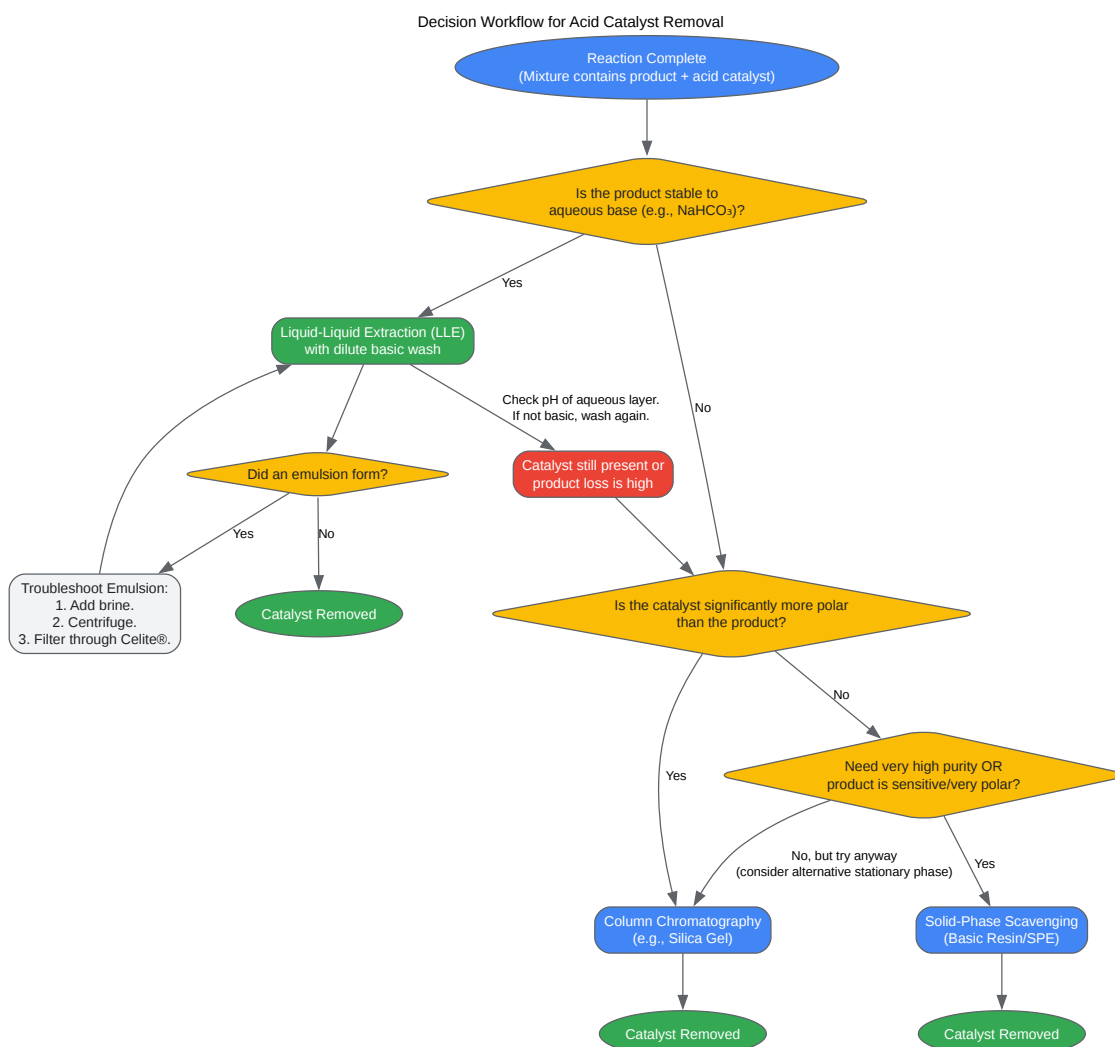 Decision Workflow for Acid Catalyst Removal
Reaction Complete
(Mixture contains product + acid catalyst)
Is the product stable to
aqueous base (e.g., NaHCO₃)?
Yes
Liquid-Liquid Extraction (LLE)
with dilute basic wash
Check pH of aqueous layer.
If not basic, wash again.
No
Did an emulsion form?
Catalyst still present or
product loss is high
Yes
No
Troubleshoot Emulsion:
1. Add brine.
2. Centrifuge.
3. Filter through Celite®.
Catalyst Removed
Is the catalyst significantly more polar
than the product?
No
Yes
Need very high purity OR
product is sensitive/very polar?
No, but try anyway
(consider alternative stationary phase)
Yes
Column Chromatography
(e.g., Silica Gel)
Solid-Phase Scavenging
(Basic Resin/SPE)
Catalyst Removed
Catalyst Removed